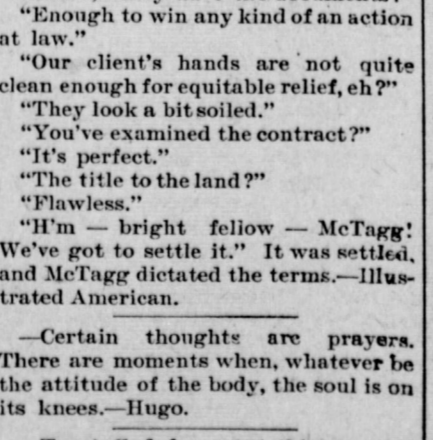 "Enough to win any kind of an action
at law."
"Our client's hands are not quite
clean enough for equitable relief, eh?"
"They look a bit soiled."
"You've examined the contract?"
"It's perfect."
"The title to the land?"
"Flawless."
"H'm — bright fellow — McTagg!
We've got to settle it." It was settled,
and McTagg dictated the terms.—Illus-
trated American.
—Certain thoughts are prayers.
There are moments when, whatever be
the attitude of the body, the soul is on
its knees.—Hugo.